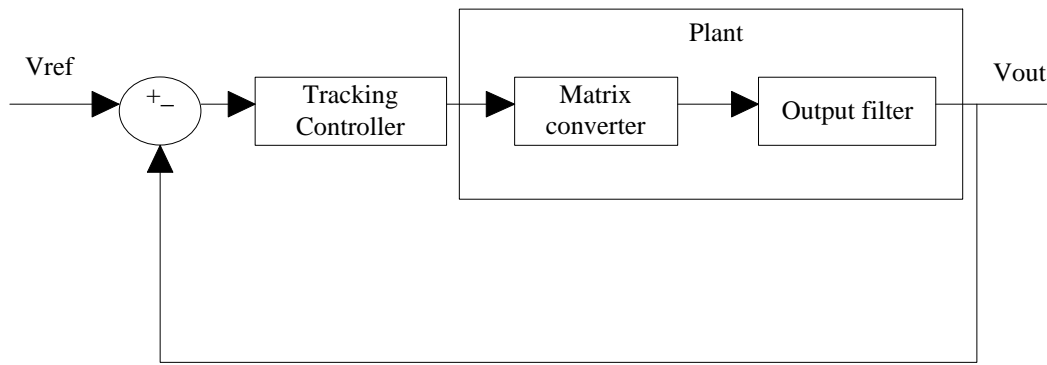 Plant
Vref
Vout
+
–
Tracking
Controller
Matrix
converter
Output filter